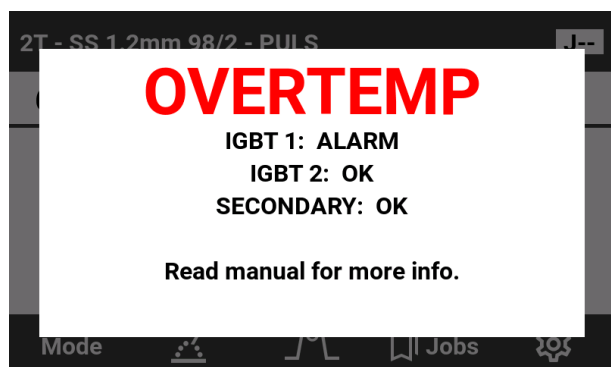 2T - SS 1.2mm 98/2 - PULS J--
OVERTEMP
IGBT 1: ALARM
IGBT 2: OK
SECONDARY: OK
Read manual for more info.
Mode Jobs